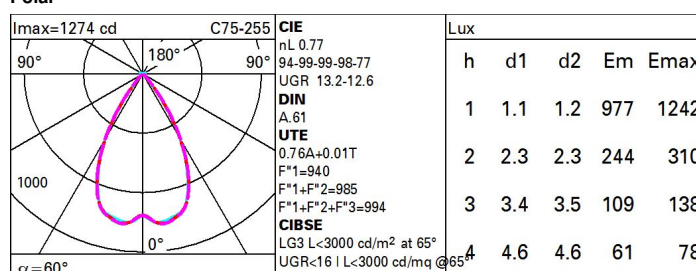 Imax=1274 cd C75-255
90° 180° 90°
1000
0°
α=60°
CIE
nL 0.77
94-99-99-98-77
UGR 13.2-12.6
DIN
A.61
UTE
0.76A+0.01T
F"1=940
F"1+F"2=985
F"1+F"2+F"3=994
CIBSE
LG3 L<3000 cd/m² at 65°
UGR<16 | L<3000 cd/mq @65°
Lux
h d1 d2 Em Emax
1 1.1 1.2 977 1242
2 2.3 2.3 244 310
3 3.4 3.5 109 138
4 4.6 4.6 61 78